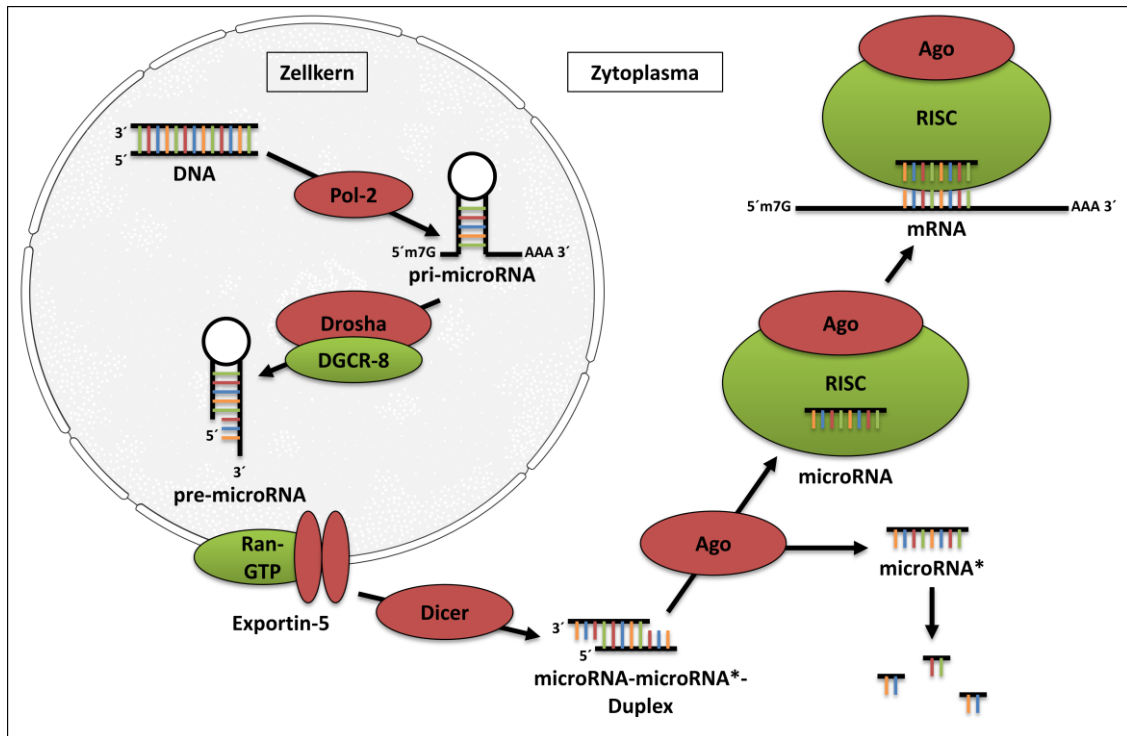 Zellkern
Zytoplasma
3´
5´
DNA
Pol-2
5´m7G
AAA 3´
pri-microRNA
Drosha
DGCR-8
5´
3´
pre-microRNA
Ran-
GTP
Exportin-5
Dicer
3´
5´
microRNA-microRNA*-
Duplex
Ago
microRNA*
Ago
RISC
microRNA
Ago
RISC
5´m7G
AAA 3´
mRNA